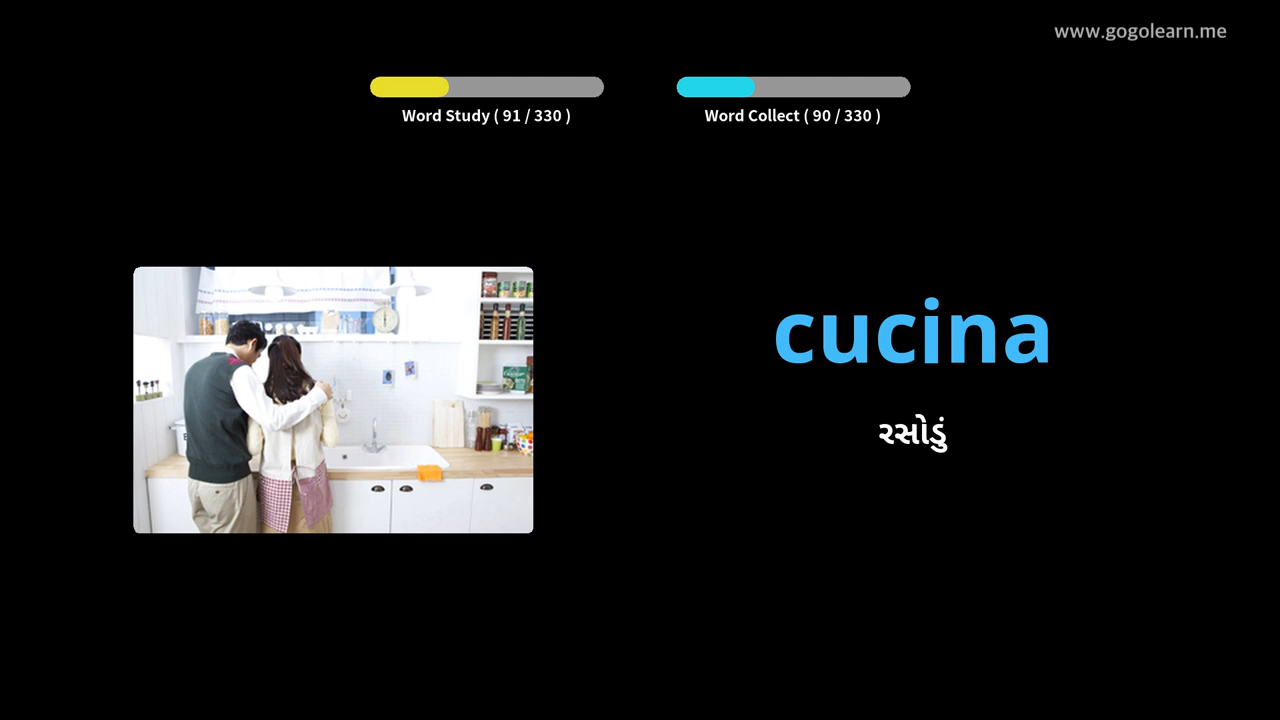 www.gogolearn.me
Word Study ( 91 / 330 )
Word Collect ( 90 / 330 )
cucina
રસોડું